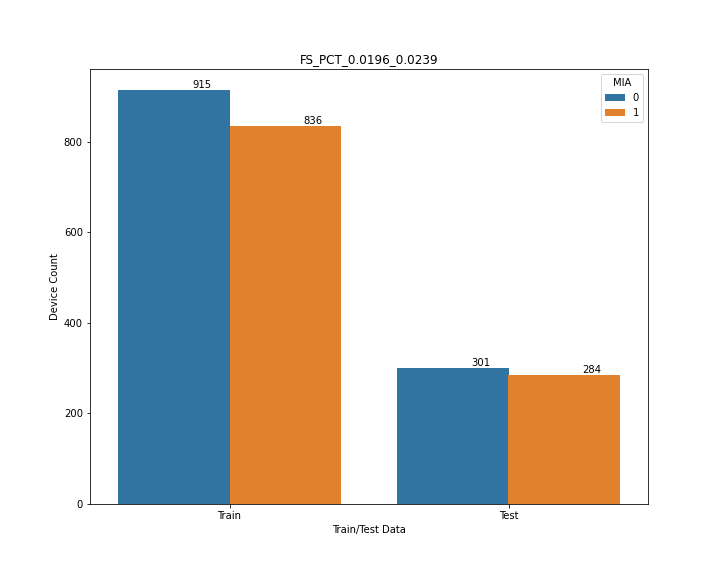 FS_PCT_0.0196_0.0239
MIA
0
1
915
836
301
284
800
600
400
200
0
Device Count
Train
Test
Train/Test Data